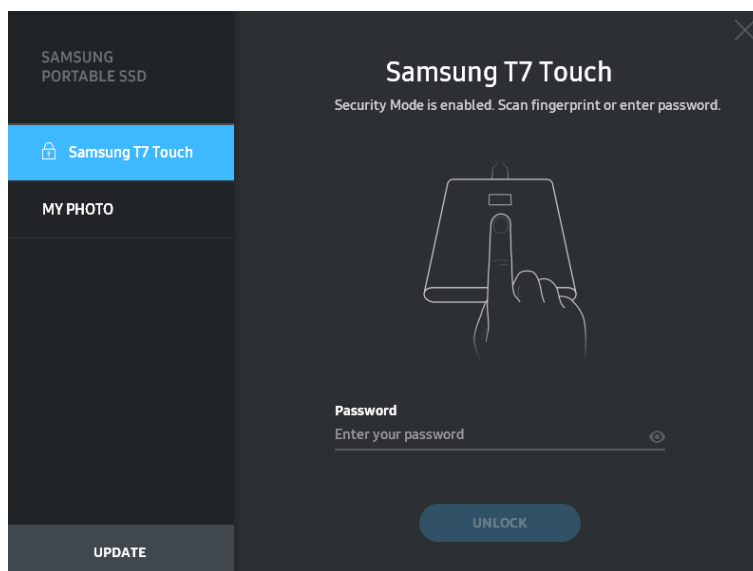 SAMSUNG
PORTABLE SSD
Samsung T7 Touch
MY PHOTO
UPDATE
Samsung T7 Touch
Security Mode is enabled. Scan fingerprint or enter password.
Password
Enter your password
UNLOCK